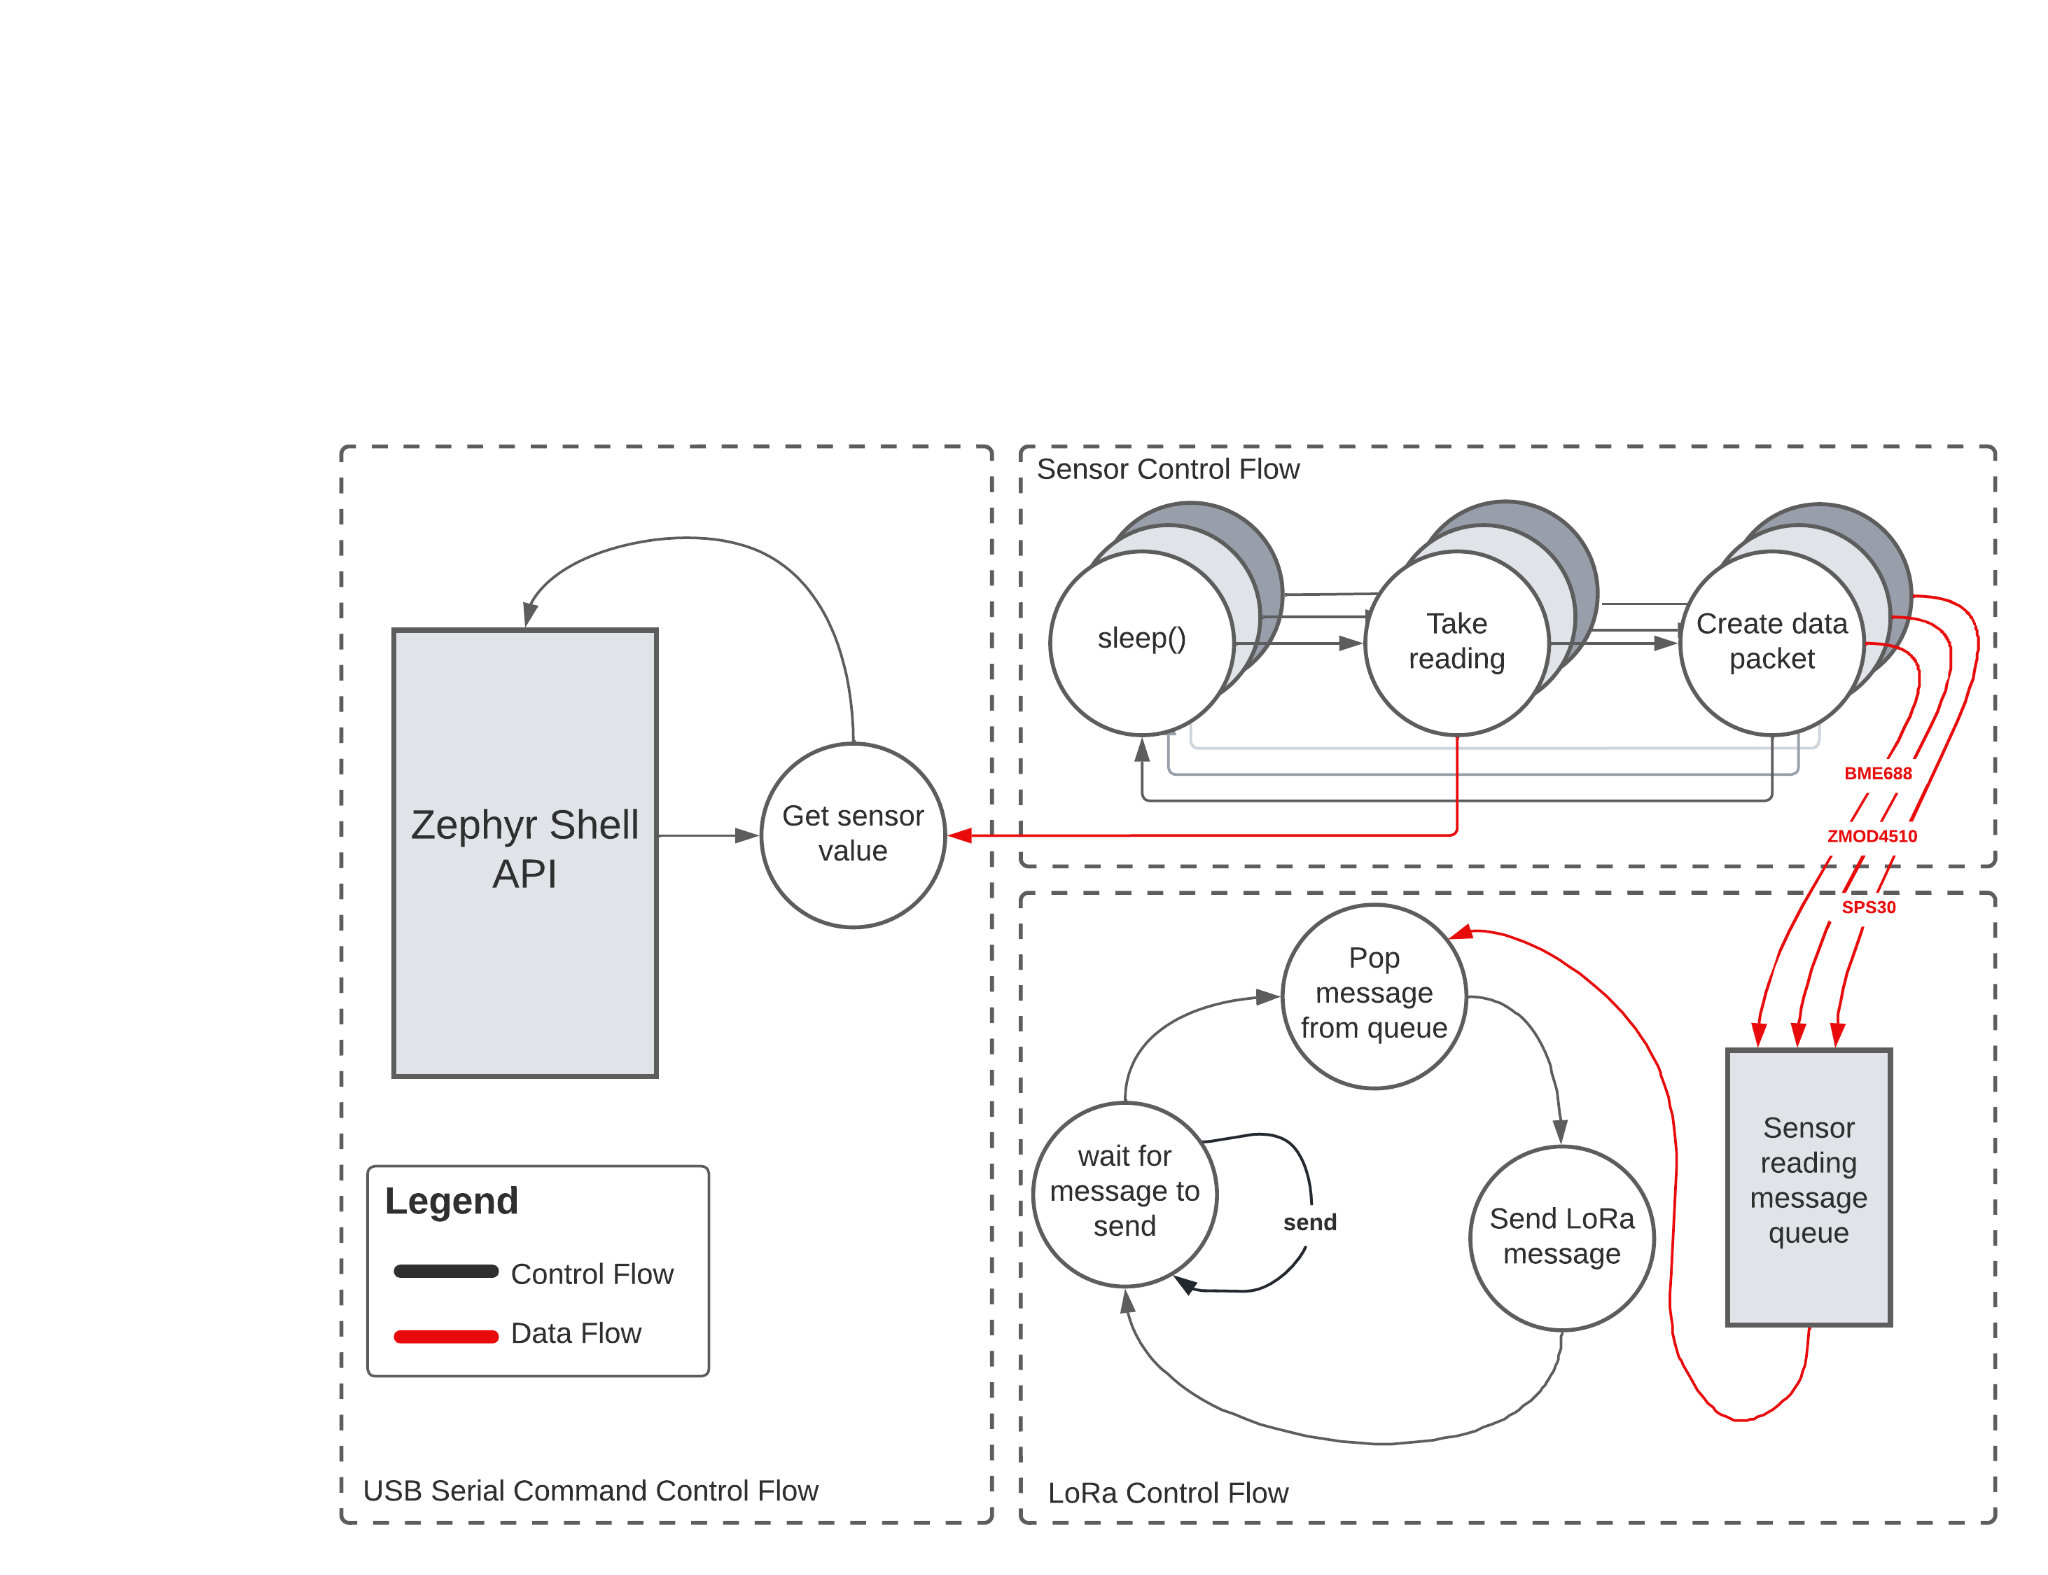 Sensor Control Flow
sleep()
Take
reading
Create data
packet
BME688
ZMOD4510
SPS30
Zephyr Shell
API
Get sensor
value
Pop
message
from queue
wait for
message to
send
send
Send LoRa
message
Sensor
reading
message
queue
Legend
Control Flow
Data Flow
USB Serial Command Control Flow
LoRa Control Flow